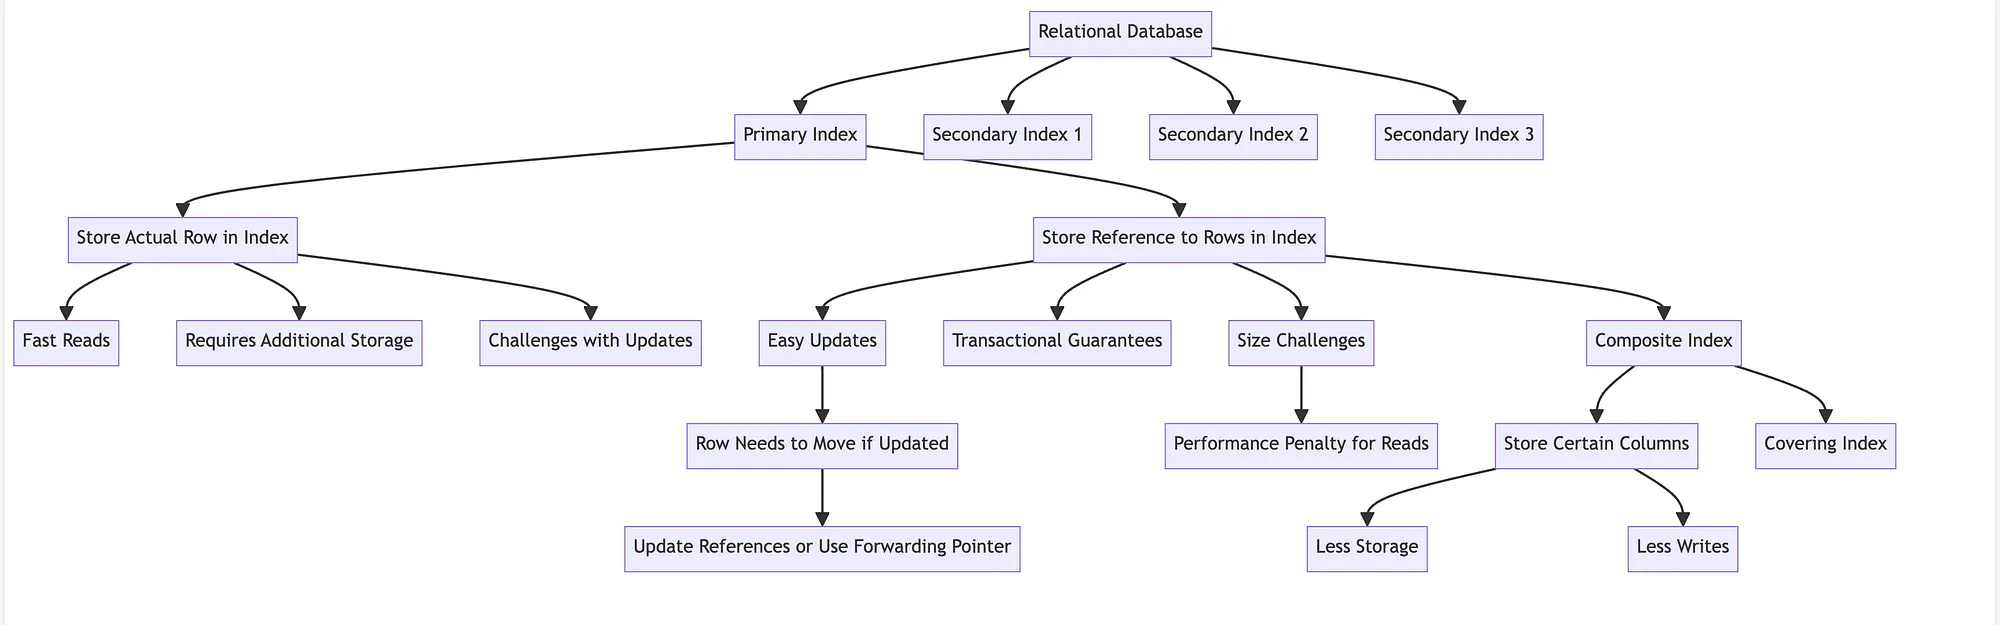 Relational Database
Primary Index
Secondary Index 1
Secondary Index 2
Secondary Index 3
Store Actual Row in Index
Store Reference to Rows in Index
Fast Reads
Requires Additional Storage
Challenges with Updates
Easy Updates
Transactional Guarantees
Size Challenges
Composite Index
Row Needs to Move if Updated
Performance Penalty for Reads
Store Certain Columns
Covering Index
Update References or Use Forwarding Pointer
Less Storage
Less Writes